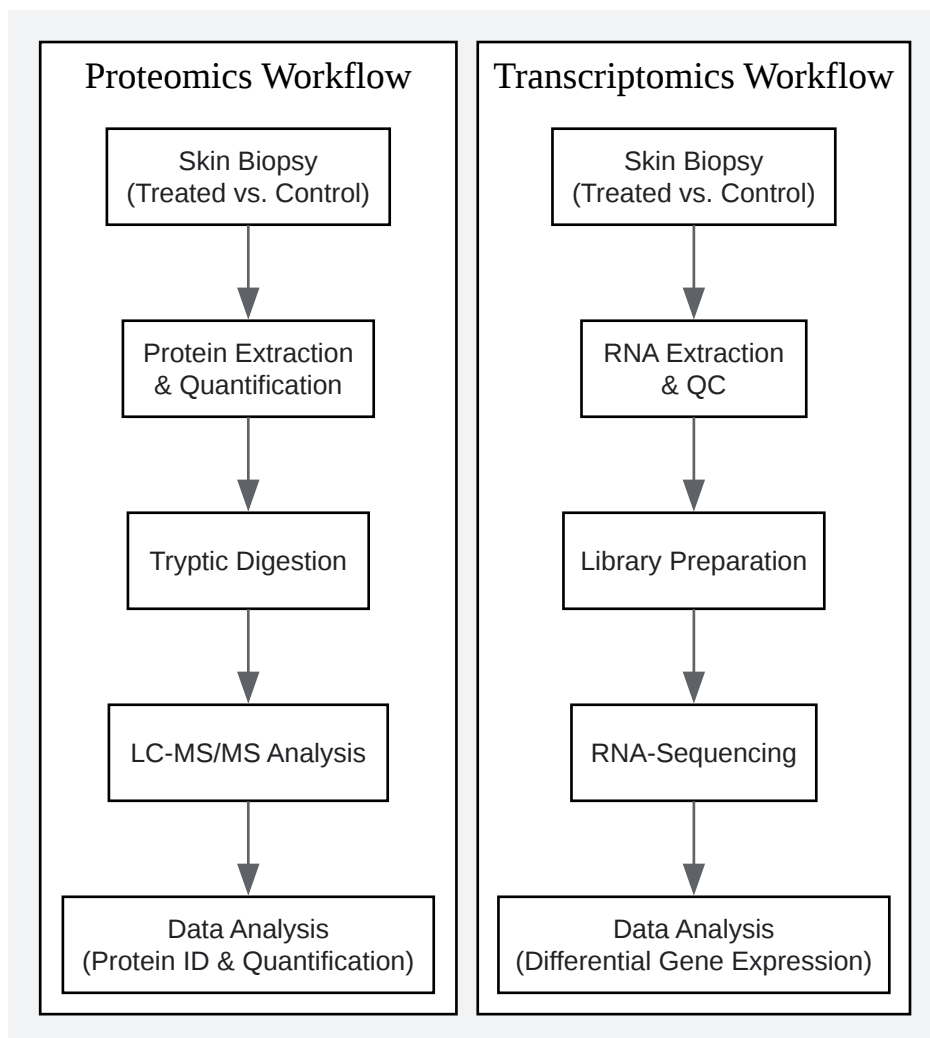 Proteomics Workflow
Skin Biopsy
(Treated vs. Control)
Protein Extraction
& Quantification
Tryptic Digestion
LC-MS/MS Analysis
Data Analysis
(Protein ID & Quantification)
Transcriptomics Workflow
Skin Biopsy
(Treated vs. Control)
RNA Extraction
& QC
Library Preparation
RNA-Sequencing
Data Analysis
(Differential Gene Expression)